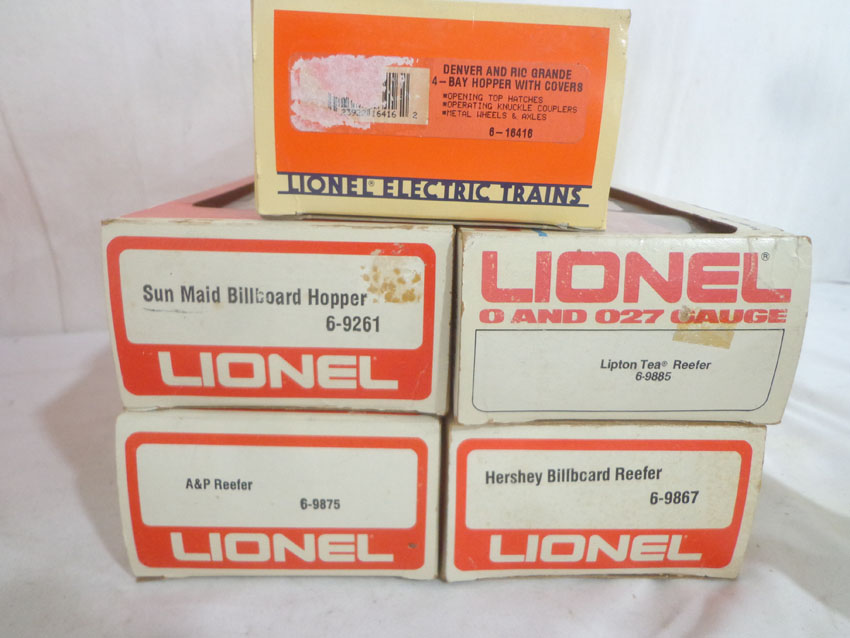 DENVER AND RIO GRANDE
4-BAY HOPPER WITH COVERS
*OPENING TOP HATCHES
*OPERATING KNUCKLE COUPLERS
*METAL WHEELS & AXLES
6-16416
LIONEL® ELECTRIC TRAINS
Sun Maid Billboard Hopper
6-9261
LIONEL
LIONEL®
O AND O27 GAUGE
Lipton Tea® Reefer
6-9885
A&P Reefer
6-9875
LIONEL
Hershey Billboard Reefer
6-9867
LIONEL